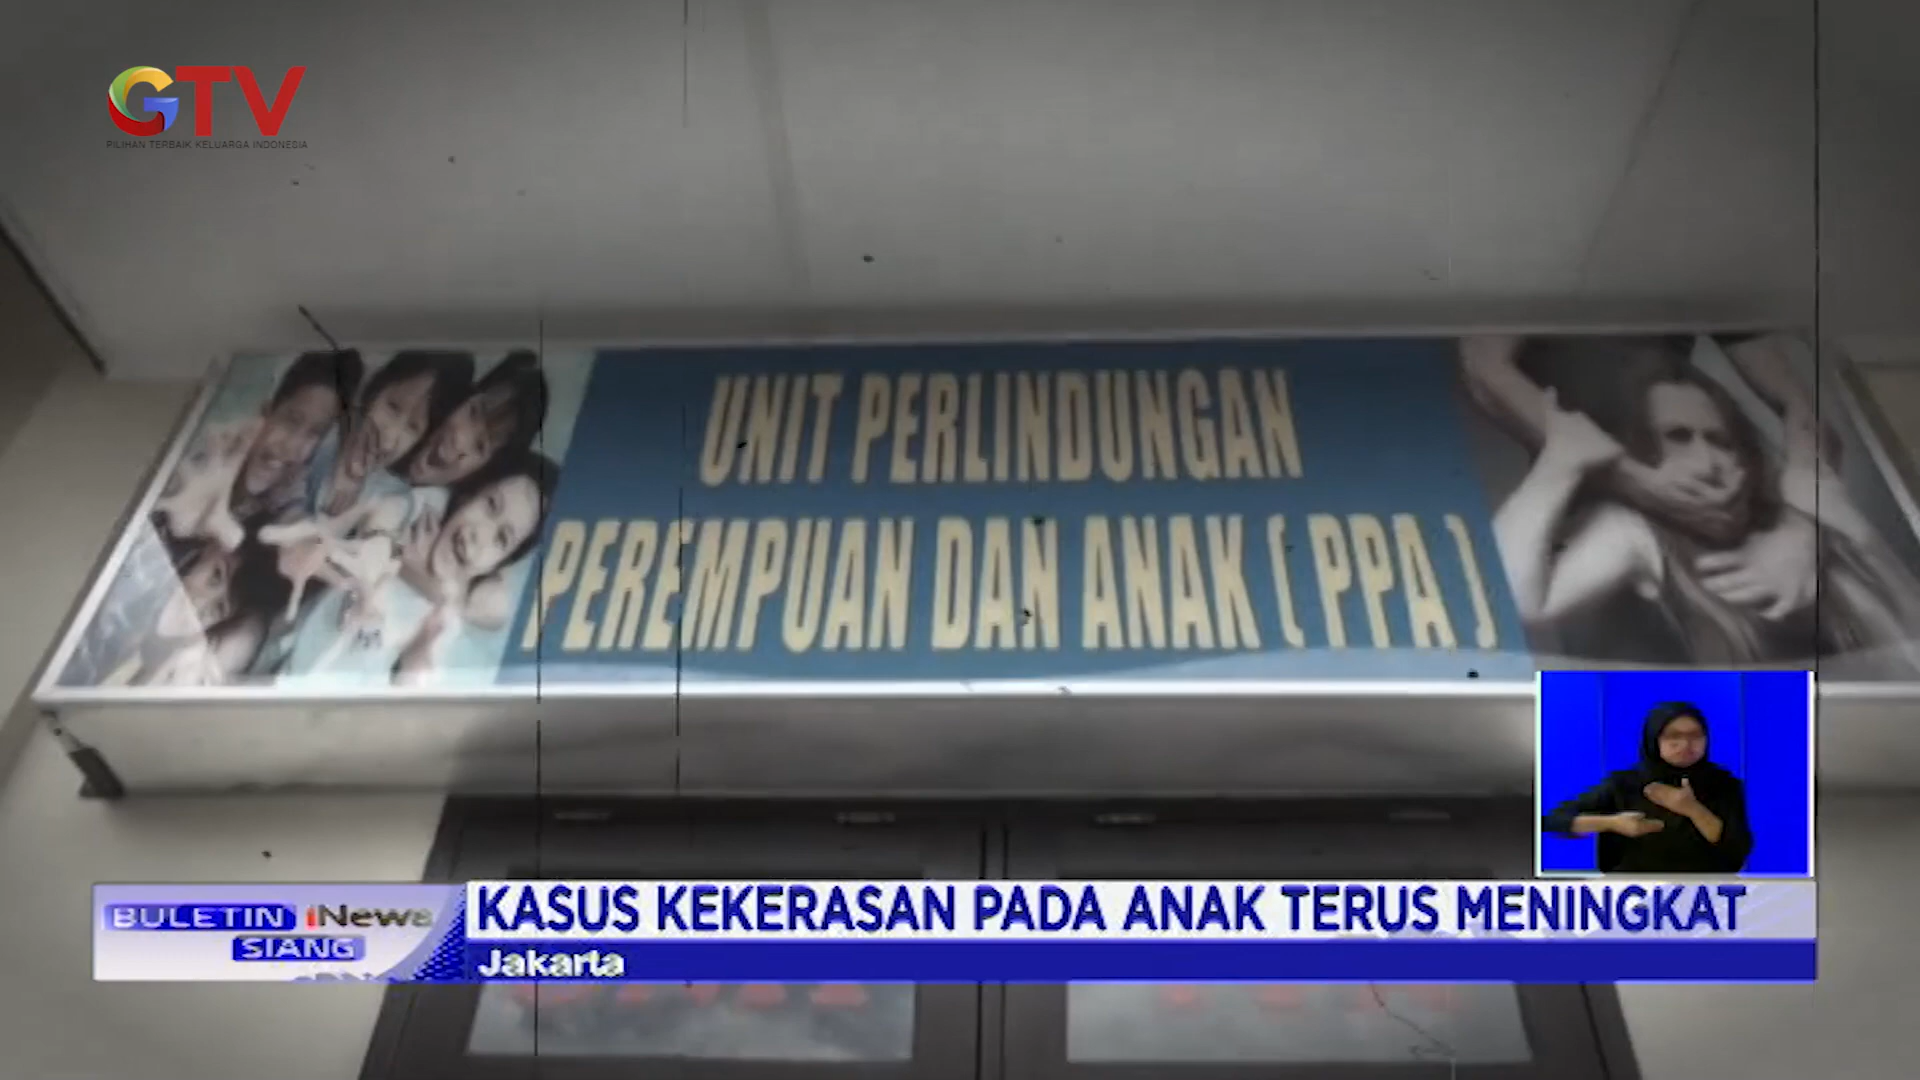 GTV
PILIHAN TERBAIK KELUARGA INDONESIA
UNIT PERLINDUNGAN
PEREMPUAN DAN ANAK ( PPA )
BULETIN iNews
SIANG
KASUS KEKERASAN PADA ANAK TERUS MENINGKAT
Jakarta